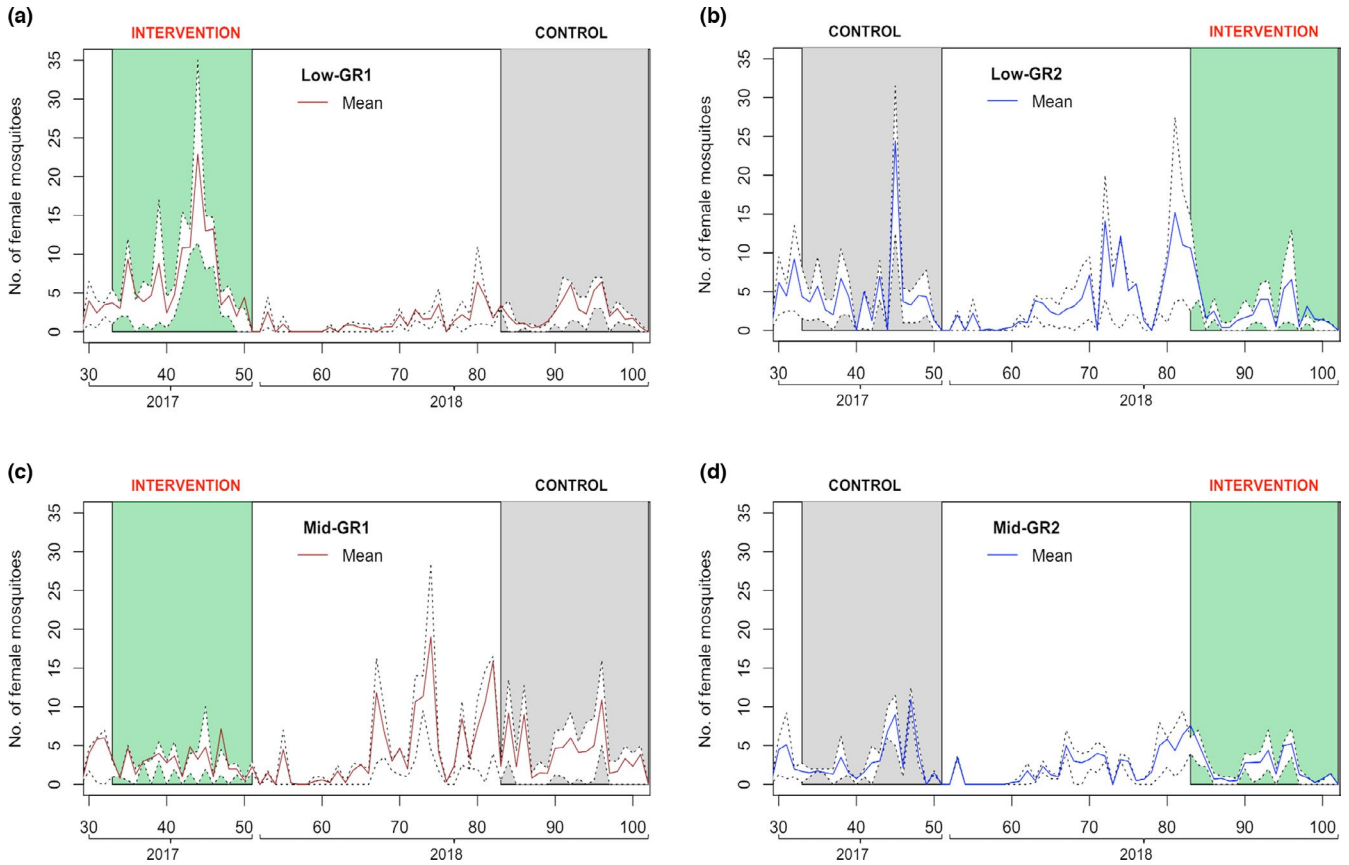 (a)
INTERVENTION
CONTROL
No. of female mosquitoes
35
30
25
20
15
10
5
0
Low-GR1
Mean
30 40 50 60 70 80 90 100
2017 2018
(b)
CONTROL
INTERVENTION
No. of female mosquitoes
35
30
25
20
15
10
5
0
Low-GR2
Mean
30 40 50 60 70 80 90 100
2017 2018
(c)
INTERVENTION
CONTROL
No. of female mosquitoes
35
30
25
20
15
10
5
0
Mid-GR1
Mean
30 40 50 60 70 80 90 100
2017 2018
(d)
CONTROL
INTERVENTION
No. of female mosquitoes
35
30
25
20
15
10
5
0
Mid-GR2
Mean
30 40 50 60 70 80 90 100
2017 2018